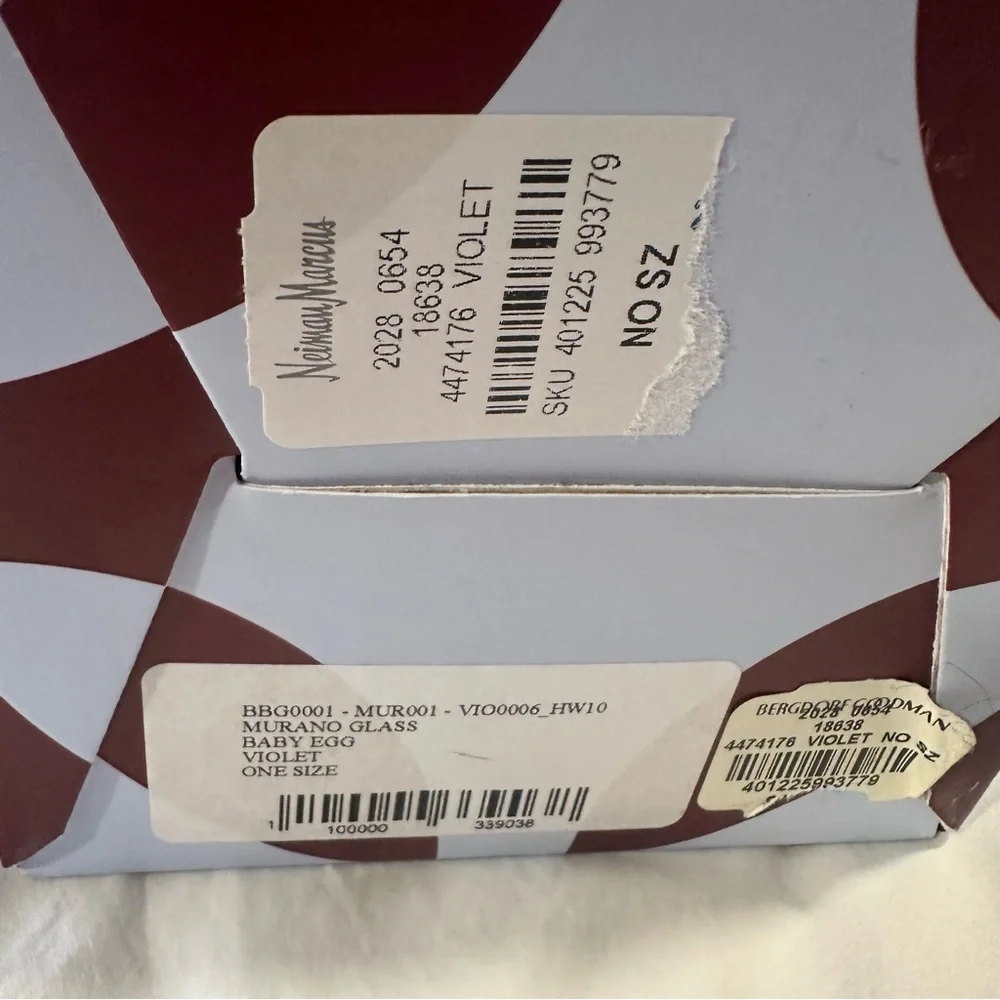 Neiman Marcus
2028 0654
18638
4474176 VIOLET
SKU 401225 993779
NO SZ
BBG0001 - MUR001 - VIO0006_HW10
MURANO GLASS
BABY EGG
VIOLET
ONE SIZE
1 100000 339038
BERGDORF GOODMAN
2028 0654
18638
4474176 VIOLET NO SZ
401225993779